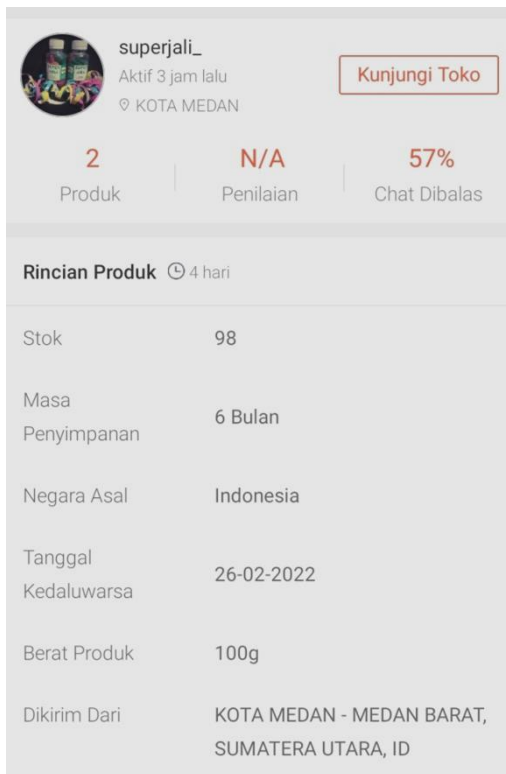 superjali_
Aktif 3 jam lalu
KOTA MEDAN
Kunjungi Toko
2
Produk
N/A
Penilaian
57%
Chat Dibalas
Rincian Produk 4 hari
Stok 98
Masa
Penyimpanan
6 Bulan
Negara Asal Indonesia
Tanggal
Kedaluwarsa
26-02-2022
Berat Produk 100g
Dikirim Dari KOTA MEDAN - MEDAN BARAT,
SUMATERA UTARA, ID